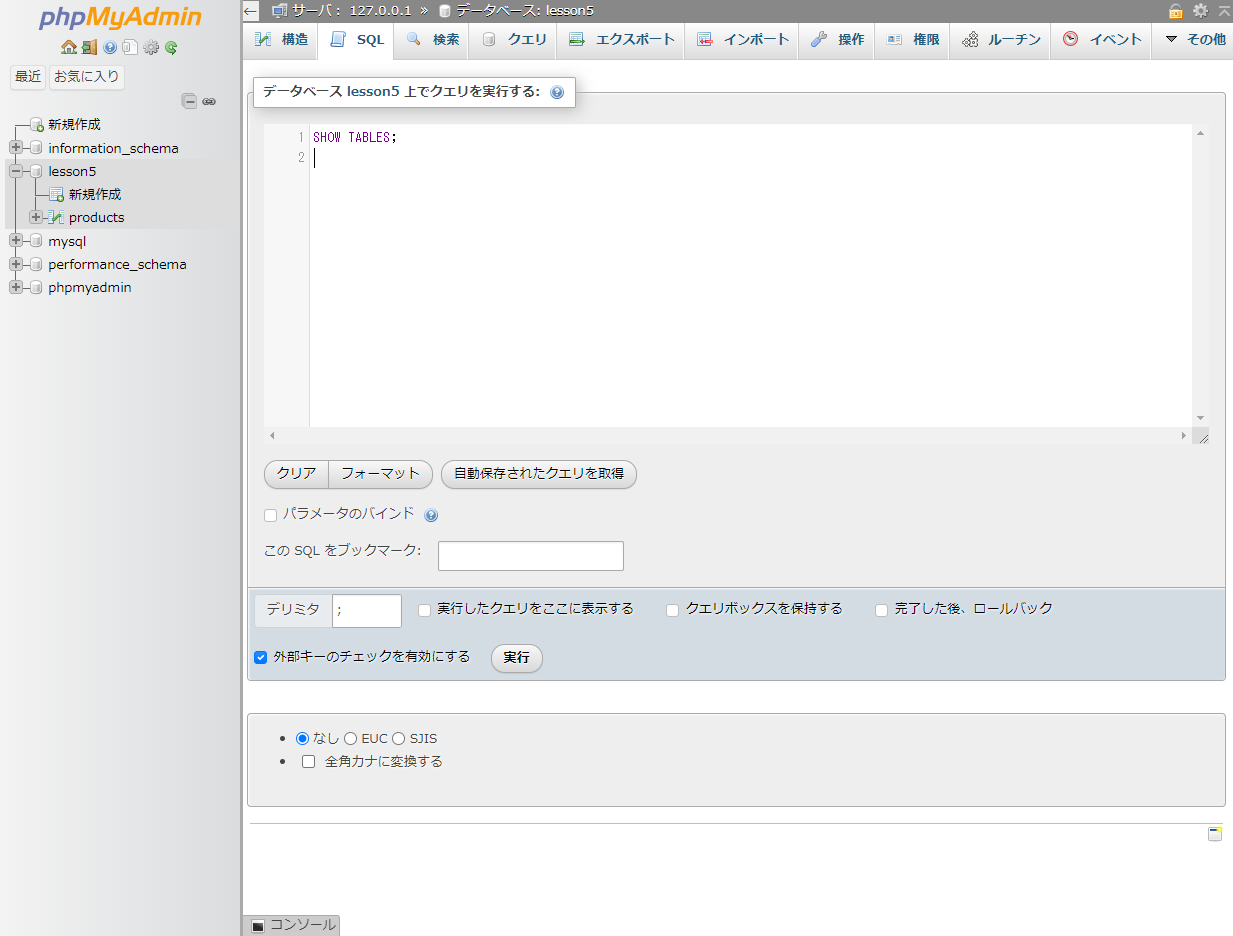 phpMyAdmin
最近 お気に入り
新規作成
information_schema
lesson5
新規作成
products
mysql
performance_schema
phpmyadmin
サーバ: 127.0.0.1 » データベース: lesson5
構造 SQL 検索 クエリ エクスポート インポート 操作 権限 ルーチン イベント その他
データベース lesson5 上でクエリを実行する:
1 SHOW TABLES;
2
クリア フォーマット 自動保存されたクエリを取得
パラメータのバインド
この SQL をブックマーク:
デリミタ ; 実行したクエリをここに表示する クエリボックスを保持する 完了した後、ロールバック
外部キーのチェックを有効にする 実行
なし EUC SJIS
全角カナに変換する
コンソール